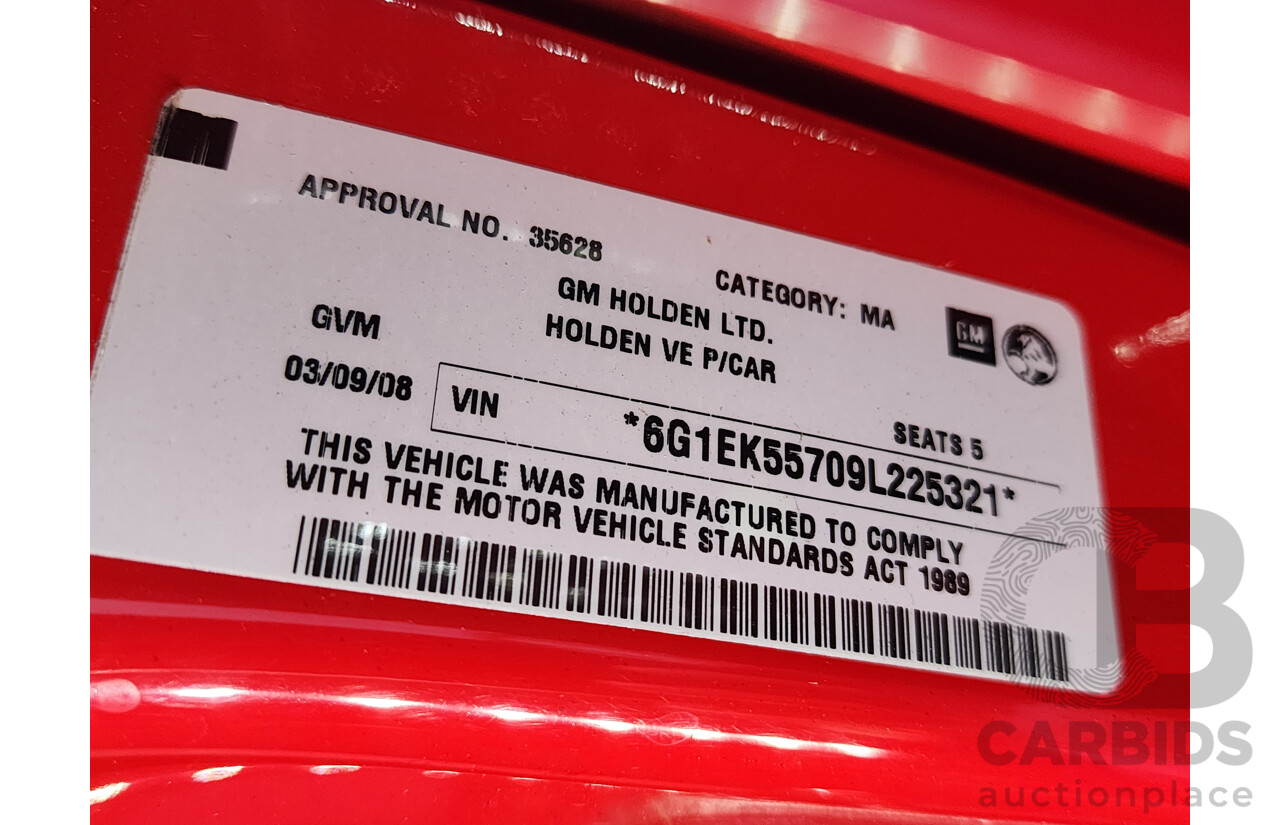 APPROVAL NO. 35628
CATEGORY: MA
GM HOLDEN LTD.
GM
GVM
HOLDEN VE P/CAR
03/09/08
SEATS 5
VIN *6G1EK55709L225321*
THIS VEHICLE WAS MANUFACTURED TO COMPLY
WITH THE MOTOR VEHICLE STANDARDS ACT 1989
CB
CARBIDS
auctionplace